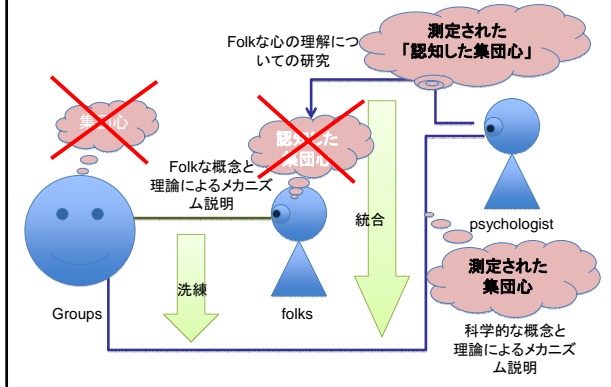 測定された
「認知した集団心」
Folkな心の理解につ
いての研究
集団心
認知した
集団心
Folkな概念と
理論によるメカニズ
ム説明
統合
psychologist
測定された
集団心
洗練
Groups
folks
科学的な概念と
理論によるメカニズ
ム説明